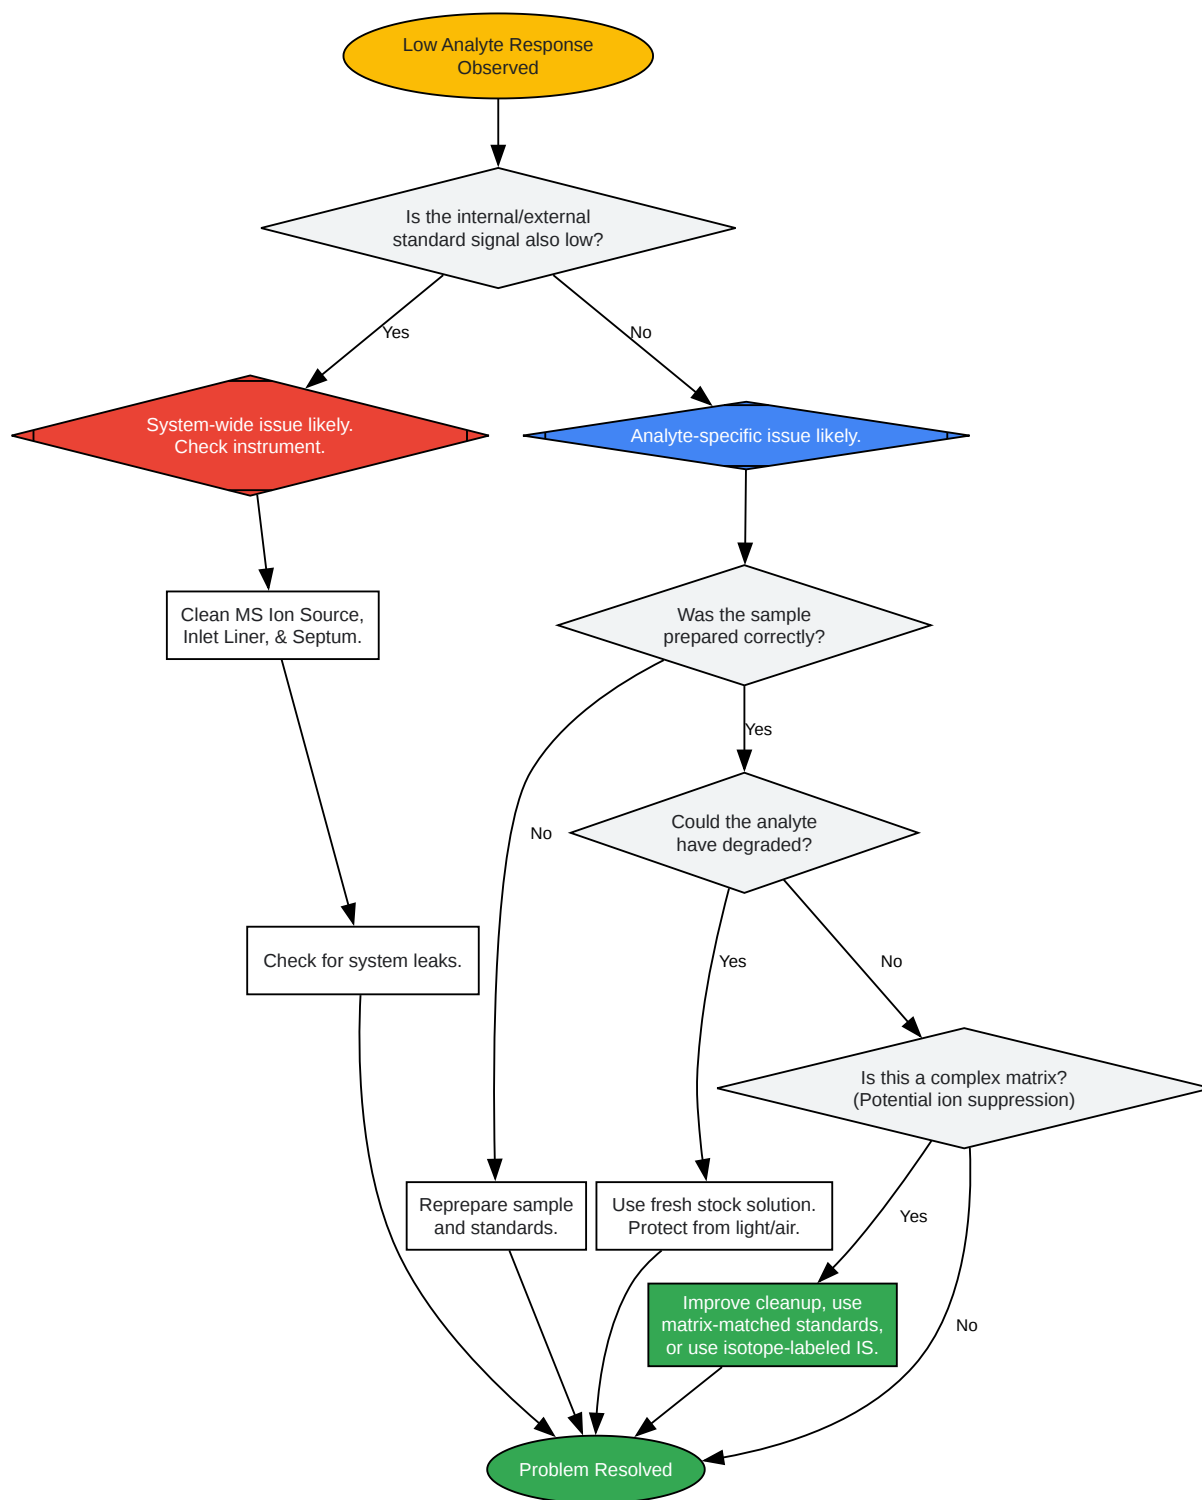 Low Analyte Response
Observed
Is the internal/external
standard signal also low?
Yes
No
System-wide issue likely.
Check instrument.
Analyte-specific issue likely.
Clean MS Ion Source,
Inlet Liner, & Septum.
Was the sample
prepared correctly?
Yes
No
Could the analyte
have degraded?
Check for system leaks.
Yes
No
Is this a complex matrix?
(Potential ion suppression)
Reprepare sample
and standards.
Use fresh stock solution.
Protect from light/air.
Yes
Improve cleanup, use
matrix-matched standards,
or use isotope-labeled IS.
No
Problem Resolved